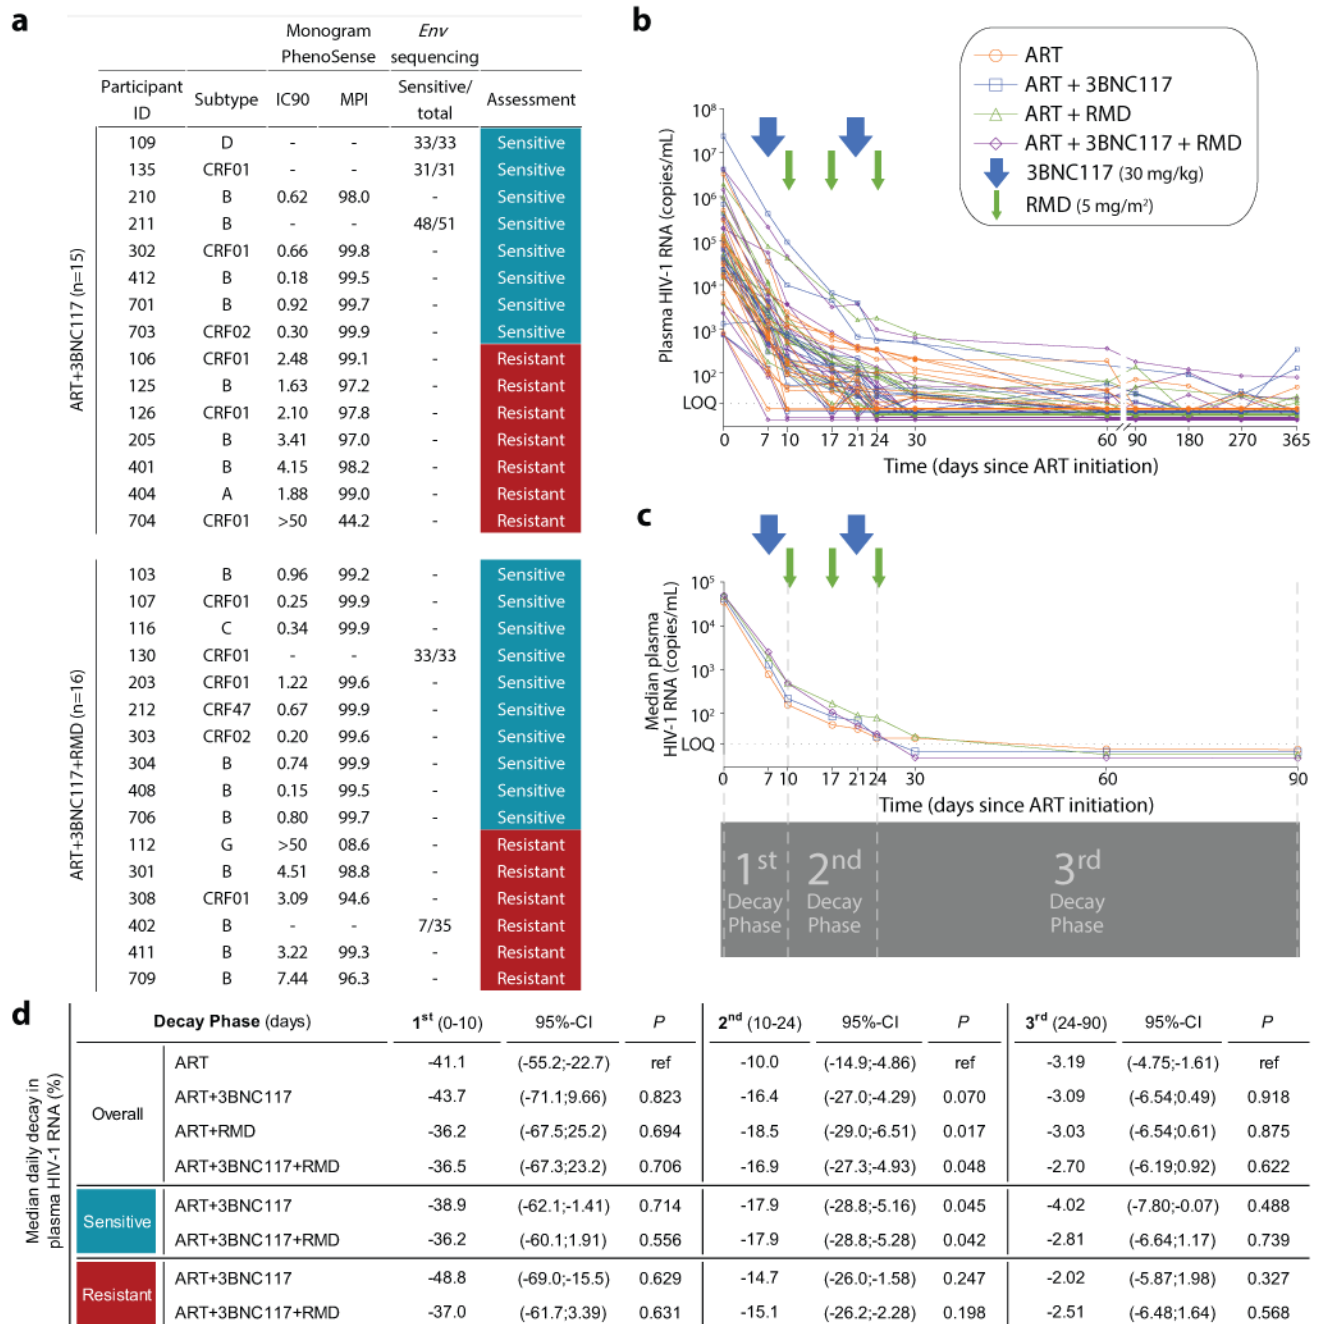 a
Monogram PhenoSense
Env sequencing
Participant ID Subtype IC90 MPI Sensitive/total Assessment
ART+3BNC117 (n=15)
109 D - - 33/33 Sensitive
135 CRF01 - - 31/31 Sensitive
210 B 0.62 98.0 - Sensitive
211 B - - 48/51 Sensitive
302 CRF01 0.66 99.8 - Sensitive
412 B 0.18 99.5 - Sensitive
701 B 0.92 99.7 - Sensitive
703 CRF02 0.30 99.9 - Sensitive
106 CRF01 2.48 99.1 - Resistant
125 B 1.63 97.2 - Resistant
126 CRF01 2.10 97.8 - Resistant
205 B 3.41 97.0 - Resistant
401 B 4.15 98.2 - Resistant
404 A 1.88 99.0 - Resistant
704 CRF01 >50 44.2 - Resistant
ART+3BNC117+RMD (n=16)
103 B 0.96 99.2 - Sensitive
107 CRF01 0.25 99.9 - Sensitive
116 C 0.34 99.9 - Sensitive
130 CRF01 - - 33/33 Sensitive
203 CRF01 1.22 99.6 - Sensitive
212 CRF47 0.67 99.9 - Sensitive
303 CRF02 0.20 99.6 - Sensitive
304 B 0.74 99.9 - Sensitive
408 B 0.15 99.5 - Sensitive
706 B 0.80 99.7 - Sensitive
112 G >50 08.6 - Resistant
301 B 4.51 98.8 - Resistant
308 CRF01 3.09 94.6 - Resistant
402 B - - 7/35 Resistant
411 B 3.22 99.3 - Resistant
709 B 7.44 96.3 - Resistant
b
ART
ART + 3BNC117
ART + RMD
ART + 3BNC117 + RMD
3BNC117 (30 mg/kg)
RMD (5 mg/m²)
Plasma HIV-1 RNA (copies/mL)
10⁸
10⁷
10⁶
10⁵
10⁴
10³
10²
LOQ
0 7 10 17 21 24 30 60 90 180 270 365
Time (days since ART initiation)
c
Median plasma
HIV-1 RNA (copies/mL)
10⁵
10⁴
10³
10²
LOQ
0 7 10 17 21 24 30 60 90
Time (days since ART initiation)
1st Decay Phase
2nd Decay Phase
3rd Decay Phase
d
Median daily decay in
plasma HIV-1 RNA (%)
Decay Phase (days) 1st (0-10) 95%-CI P 2nd (10-24) 95%-CI P 3rd (24-90) 95%-CI P
Overall
ART -41.1 (-55.2;-22.7) ref -10.0 (-14.9;-4.86) ref -3.19 (-4.75;-1.61) ref
ART+3BNC117 -43.7 (-71.1;9.66) 0.823 -16.4 (-27.0;-4.29) 0.070 -3.09 (-6.54;0.49) 0.918
ART+RMD -36.2 (-67.5;25.2) 0.694 -18.5 (-29.0;-6.51) 0.017 -3.03 (-6.54;0.61) 0.875
ART+3BNC117+RMD -36.5 (-67.3;23.2) 0.706 -16.9 (-27.3;-4.93) 0.048 -2.70 (-6.19;0.92) 0.622
Sensitive
ART+3BNC117 -38.9 (-62.1;-1.41) 0.714 -17.9 (-28.8;-5.16) 0.045 -4.02 (-7.80;-0.07) 0.488
ART+3BNC117+RMD -36.2 (-60.1;1.91) 0.556 -17.9 (-28.8;-5.28) 0.042 -2.81 (-6.64;1.17) 0.739
Resistant
ART+3BNC117 -48.8 (-69.0;-15.5) 0.629 -14.7 (-26.0;-1.58) 0.247 -2.02 (-5.87;1.98) 0.327
ART+3BNC117+RMD -37.0 (-61.7;3.39) 0.631 -15.1 (-26.2;-2.28) 0.198 -2.51 (-6.48;1.64) 0.568